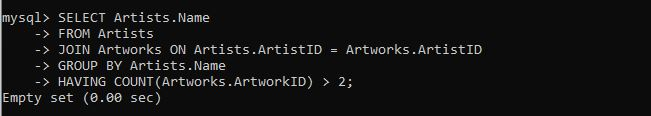 mysql> SELECT Artists.Name
    -> FROM Artists
    -> JOIN Artworks ON Artists.ArtistID = Artworks.ArtistID
    -> GROUP BY Artists.Name
    -> HAVING COUNT(Artworks.ArtworkID) > 2;
Empty set (0.00 sec)